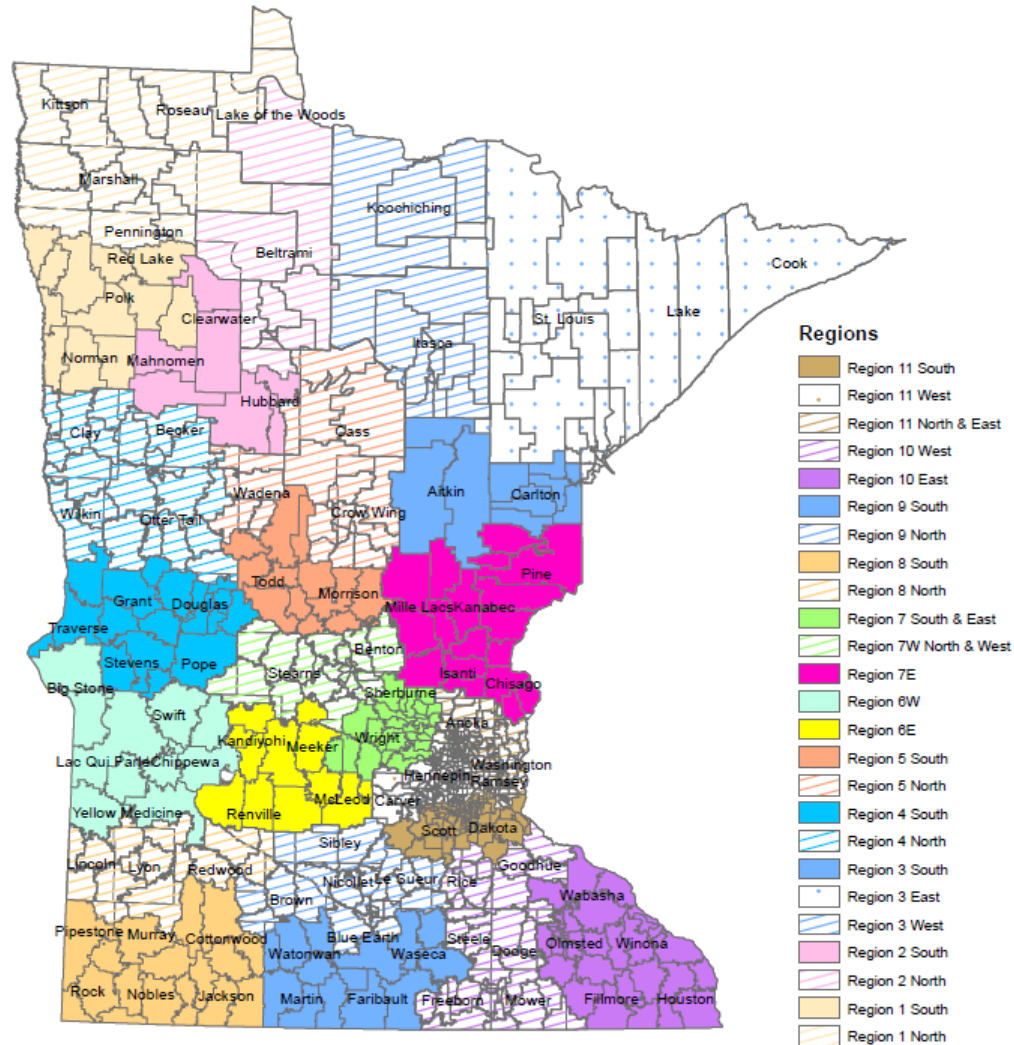 Kittson
Roseau
Lake of the Woods
Marshall
Koochiching
Pennington
Beltrami
Red Lake
Cook
Polk
Clearwater
St. Louis
Lake
Itasca
Norman
Mahnomen
Hubbard
Clay
Becker
Cass
Wadena
Aitkin
Carlton
Wilkin
Otter Tail
Crow Wing
Todd
Pine
Grant
Douglas
Morrison
Mille Lacs
Kanabec
Traverse
Stevens
Pope
Benton
Stearns
Isanti
Big Stone
Sherburne
Chisago
Swift
Anoka
Kandiyohi
Meeker
Wright
Lac Qui Parle
Chippewa
Hennepin
Washington
Ramsey
McLeod
Carver
Yellow Medicine
Renville
Scott
Dakota
Sibley
Lincoln
Lyon
Redwood
Goodhue
Nicollet
Le Sueur
Rice
Brown
Wabasha
Pipestone
Murray
Cottonwood
Blue Earth
Watonwan
Waseca
Steele
Dodge
Olmsted
Winona
Rock
Nobles
Jackson
Martin
Faribault
Freeborn
Mower
Fillmore
Houston
Regions
Region 11 South
Region 11 West
Region 11 North & East
Region 10 West
Region 10 East
Region 9 South
Region 9 North
Region 8 South
Region 8 North
Region 7 South & East
Region 7W North & West
Region 7E
Region 6W
Region 6E
Region 5 South
Region 5 North
Region 4 South
Region 4 North
Region 3 South
Region 3 East
Region 3 West
Region 2 South
Region 2 North
Region 1 South
Region 1 North